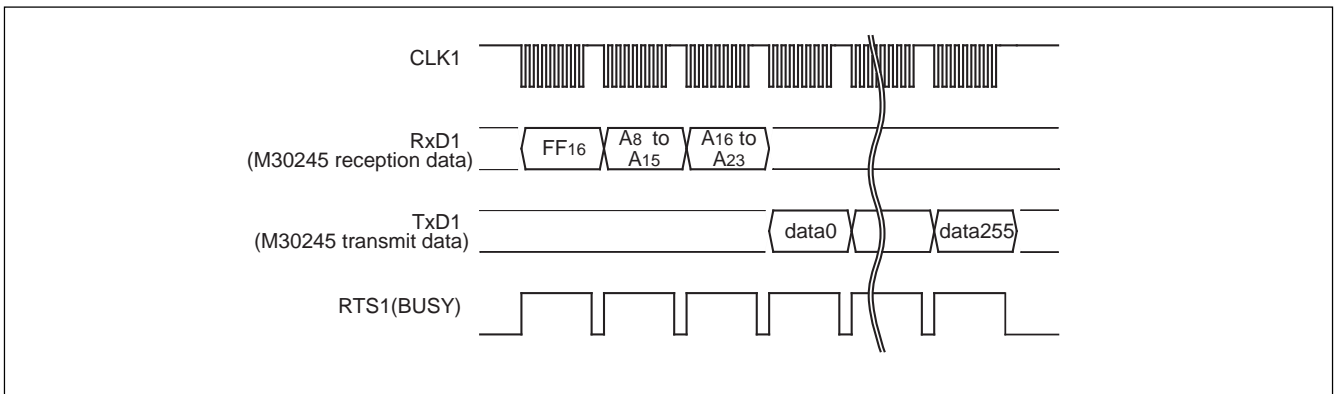 CLK1
RxD1
(M30245 reception data)
FF16
A8 to
A15
A16 to
A23
TxD1
(M30245 transmit data)
data0
data255
RTS1(BUSY)